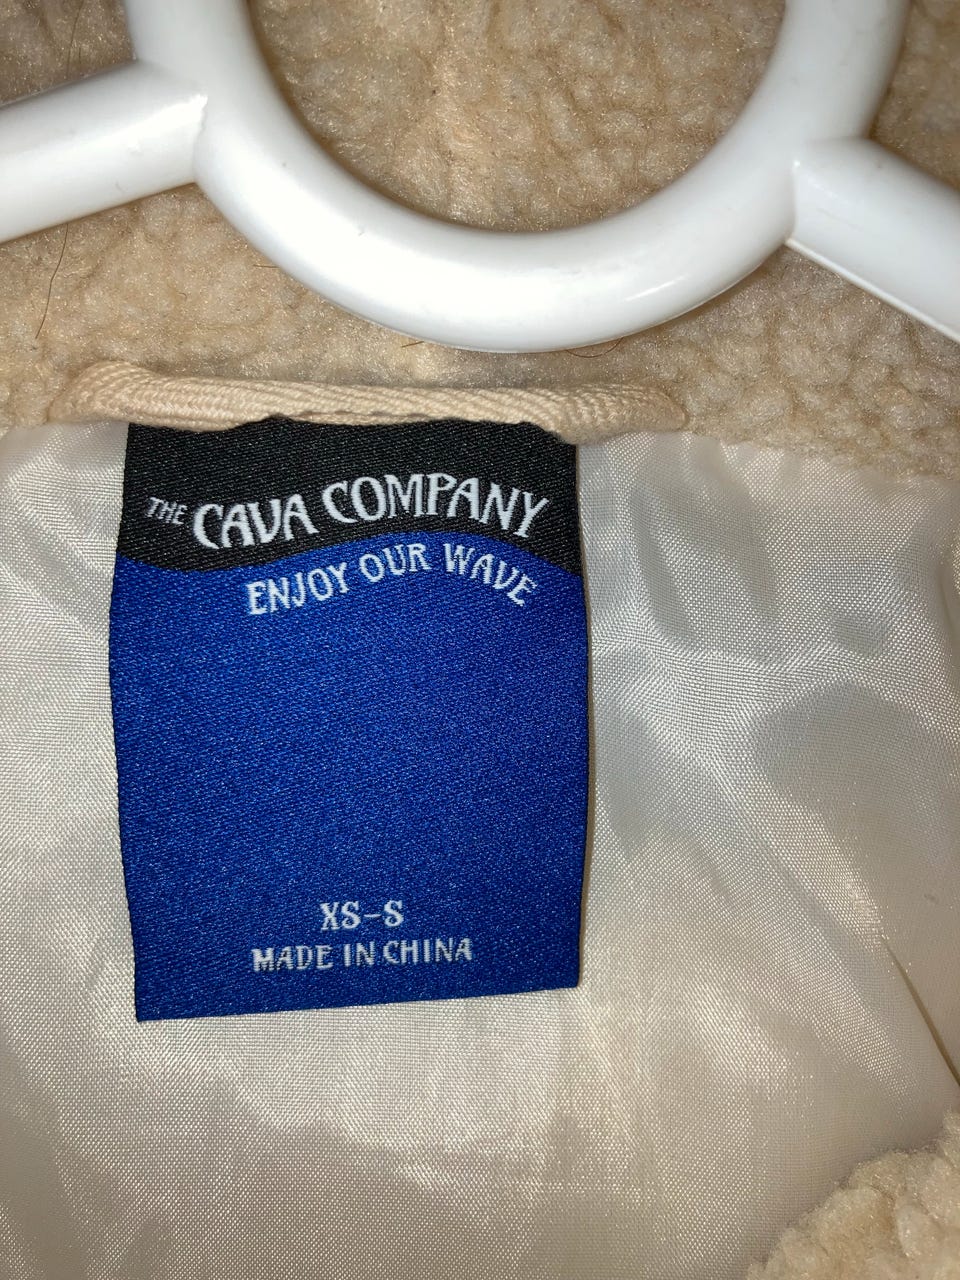 THE CAVA COMPANY
ENJOY OUR WAVE
XS-S
MADE IN CHINA